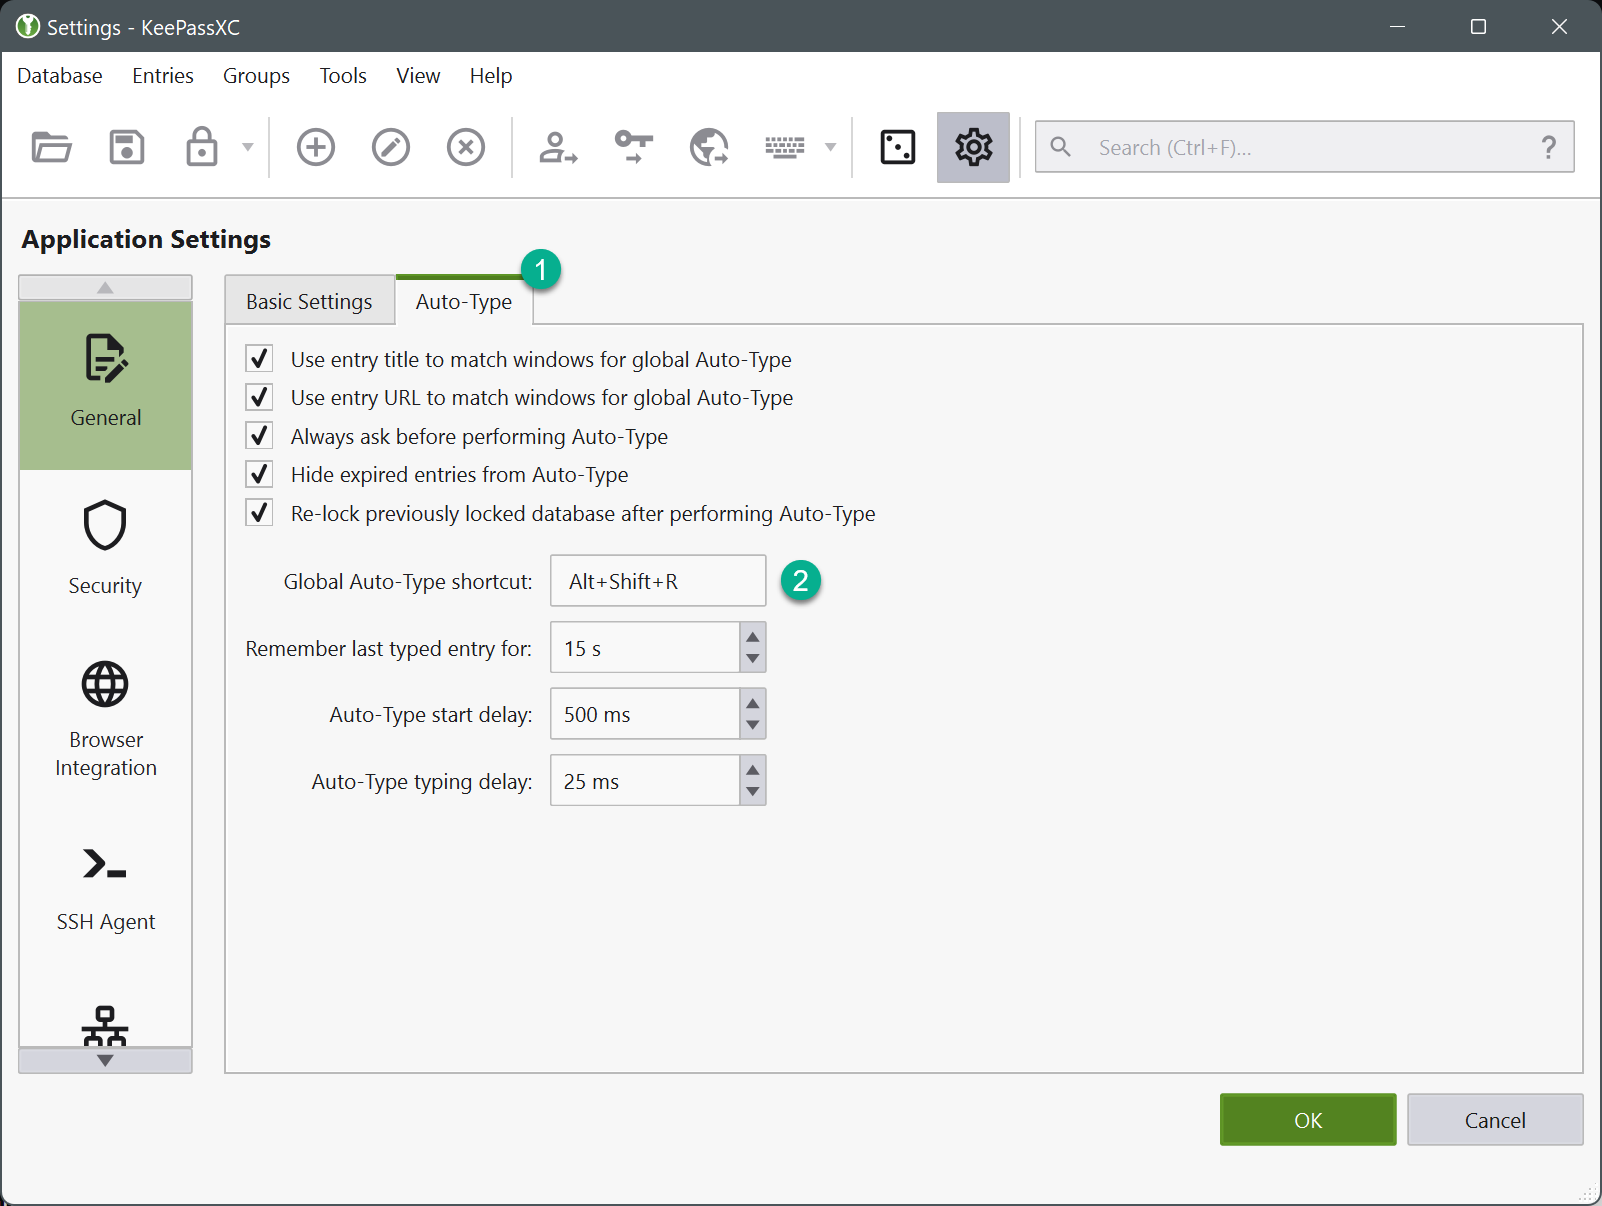 Settings - KeePassXC
Database Entries Groups Tools View Help
Search (Ctrl+F)... ?
Application Settings
1
Basic Settings Auto-Type
Use entry title to match windows for global Auto-Type
Use entry URL to match windows for global Auto-Type
Always ask before performing Auto-Type
Hide expired entries from Auto-Type
Re-lock previously locked database after performing Auto-Type
Global Auto-Type shortcut: Alt+Shift+R 2
Remember last typed entry for: 15 s
Auto-Type start delay: 500 ms
Auto-Type typing delay: 25 ms
General
Security
Browser
Integration
SSH Agent
OK Cancel